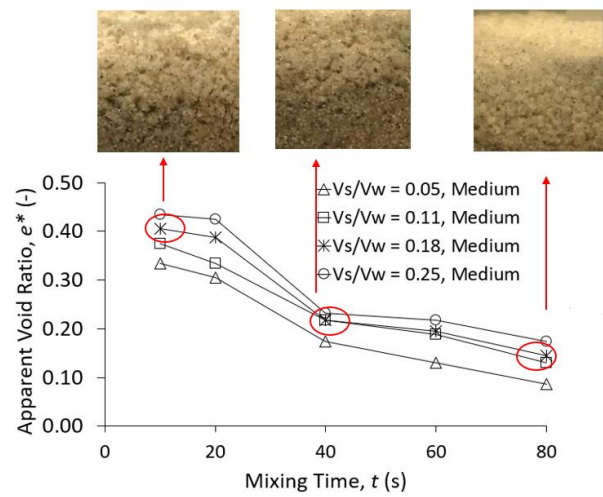 0.50
0.40
0.30
0.20
0.10
0.00
Apparent Void Ratio, e* (-)
Vs/Vw = 0.05, Medium
Vs/Vw = 0.11, Medium
Vs/Vw = 0.18, Medium
Vs/Vw = 0.25, Medium
0 20 40 60 80
Mixing Time, t (s)